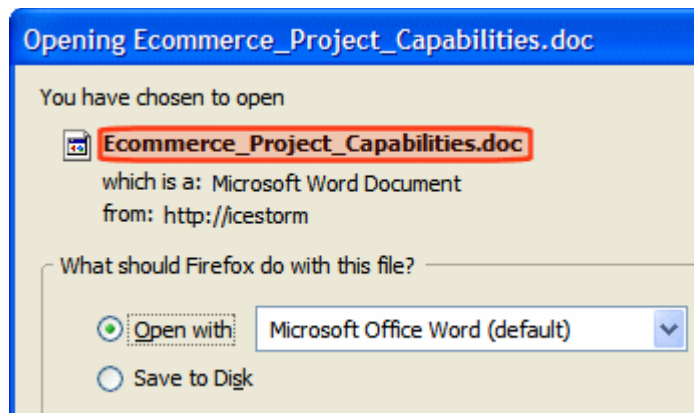 Opening Ecommerce_Project_Capabilities.doc
You have chosen to open
Ecommerce_Project_Capabilities.doc
which is a: Microsoft Word Document
from: http://icestorm
What should Firefox do with this file?
Open with Microsoft Office Word (default)
Save to Disk